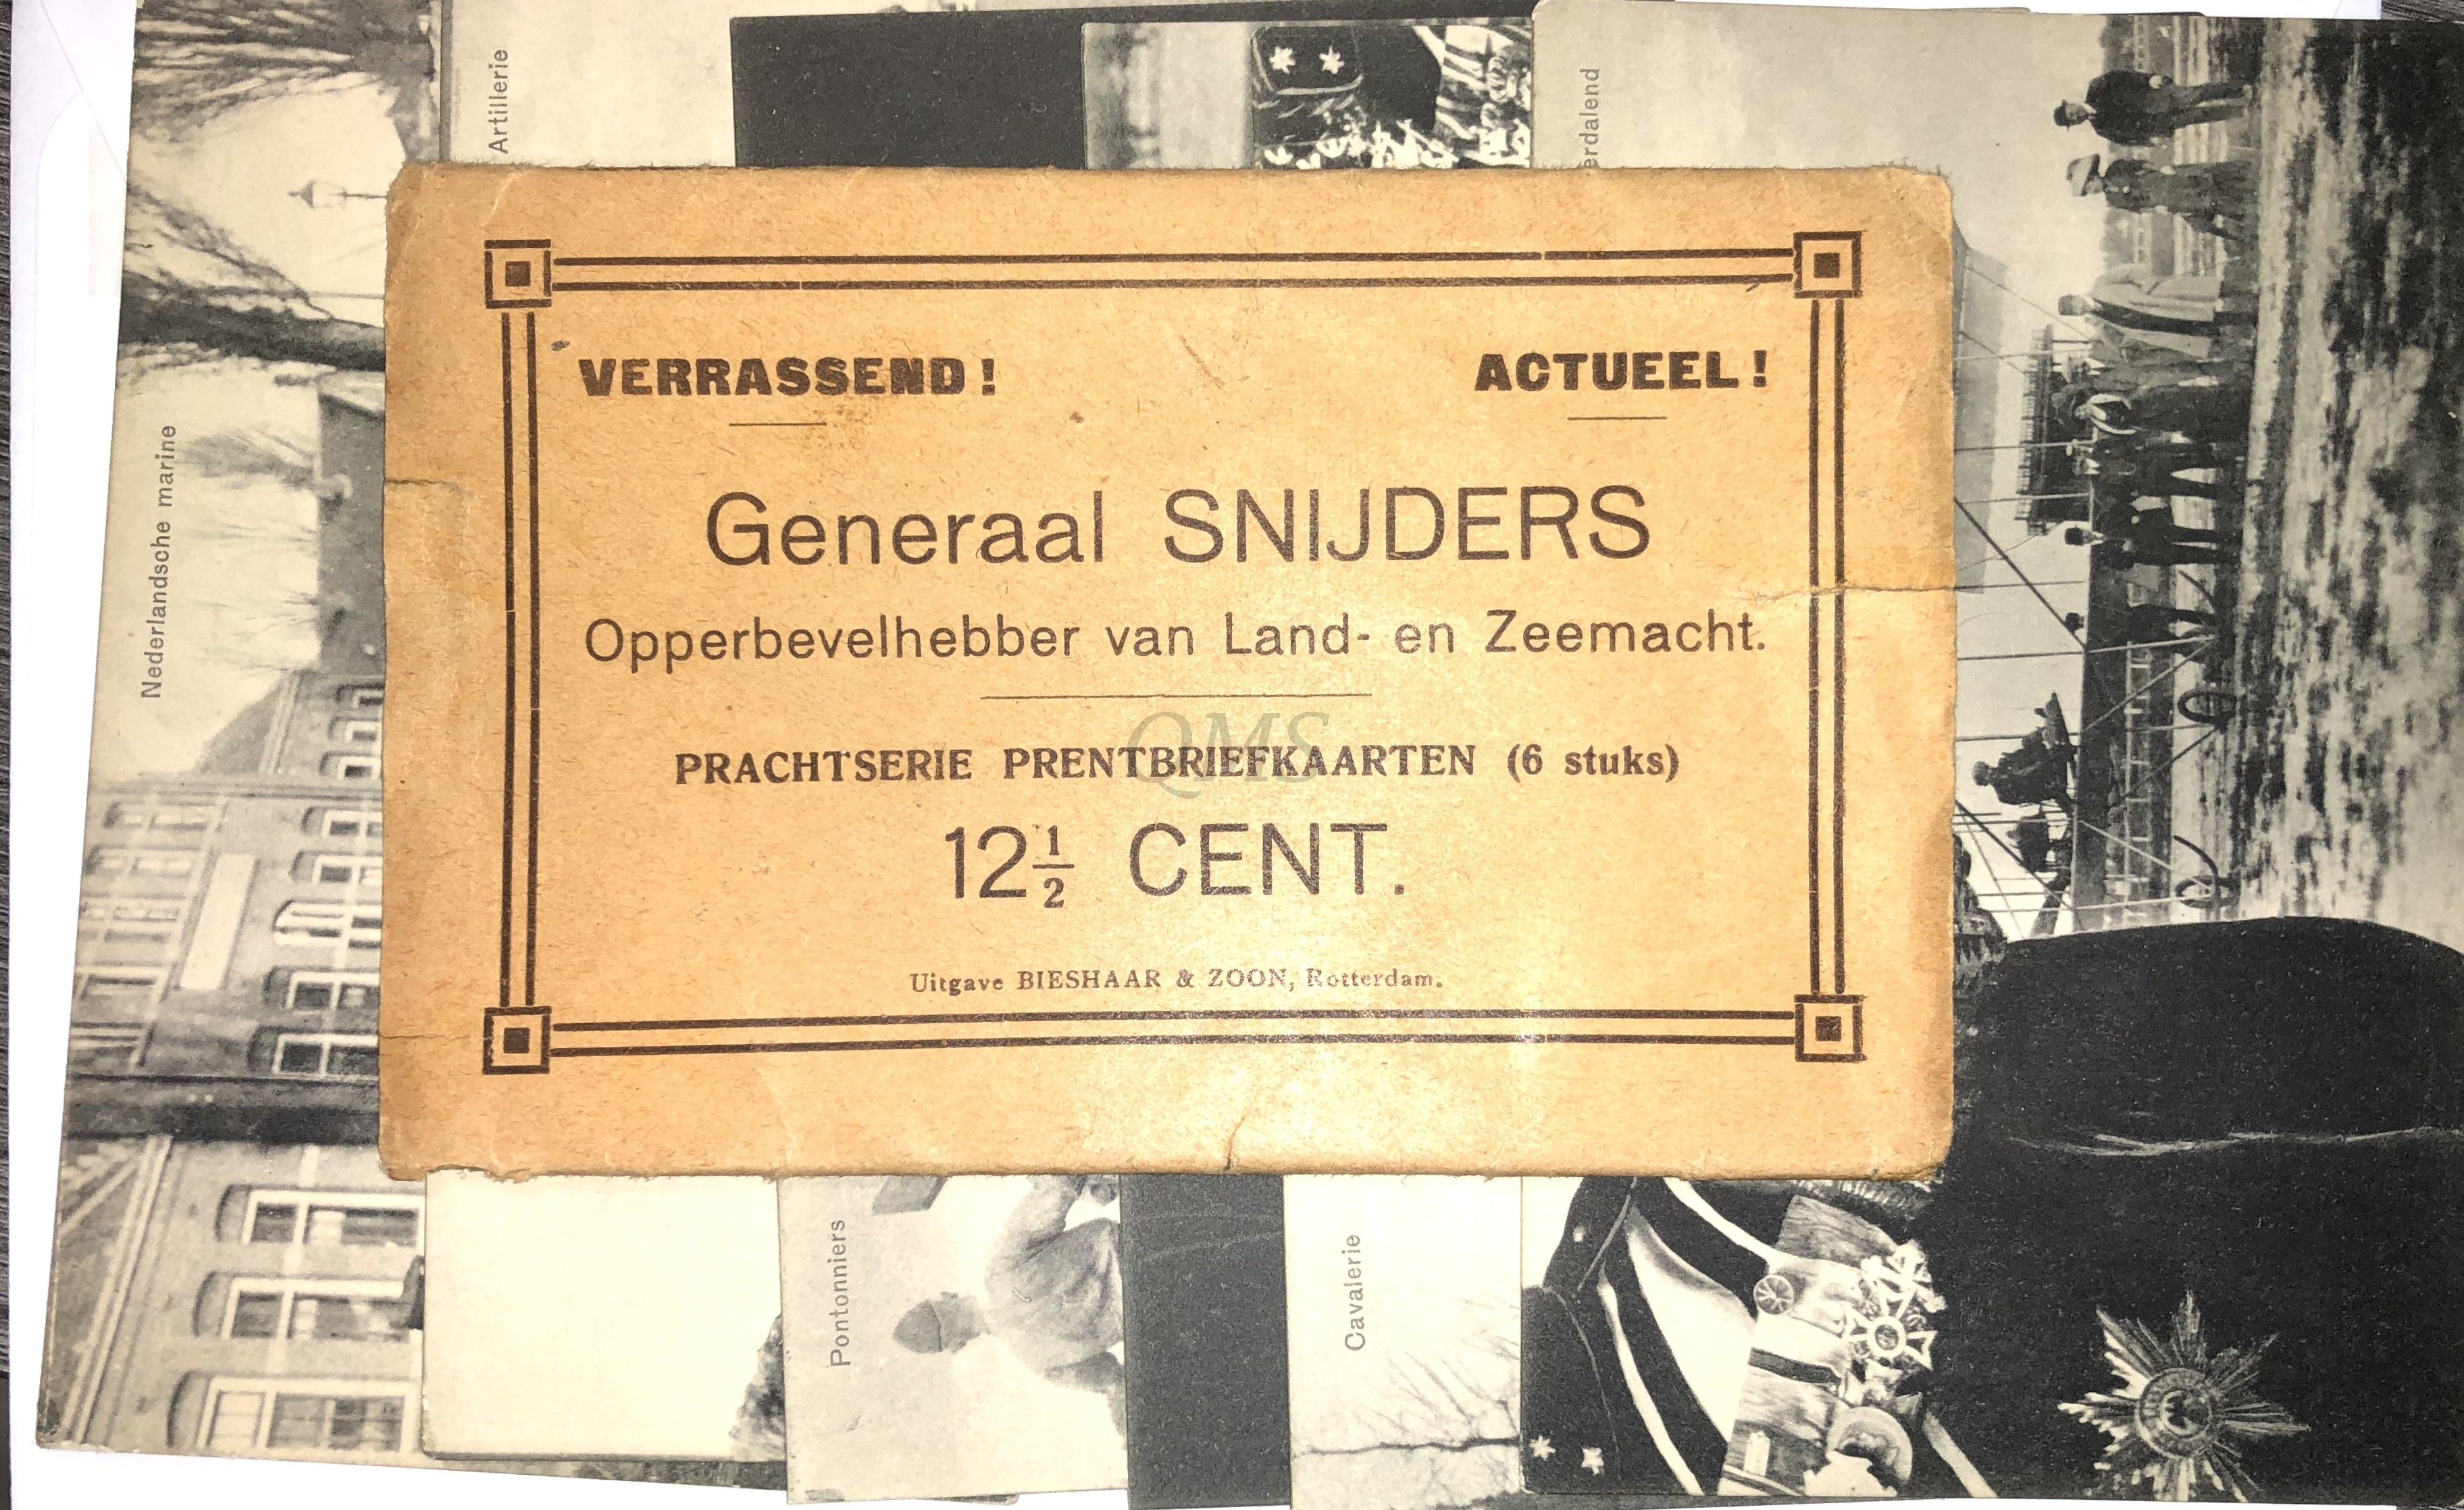 Artillerie
erdalend
Nederlandsche marine
VERRASSEND!
ACTUEEL!
Generaal SNIJDERS
Opperbevelhebber van Land- en Zeemacht.
PRACHTSERIE PRENTBRIEFKAARTEN (6 stuks)
QMS
12½ CENT.
Uitgave BIESHAAR & ZOON, Rotterdam.
Pontonniers
Cavalerie